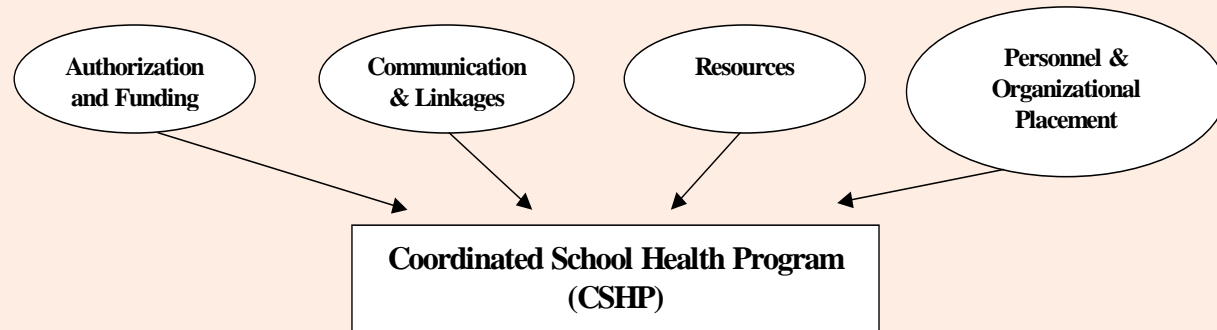 Authorization
and Funding
Communication
& Linkages
Resources
Personnel &
Organizational
Placement
Coordinated School Health Program
(CSHP)